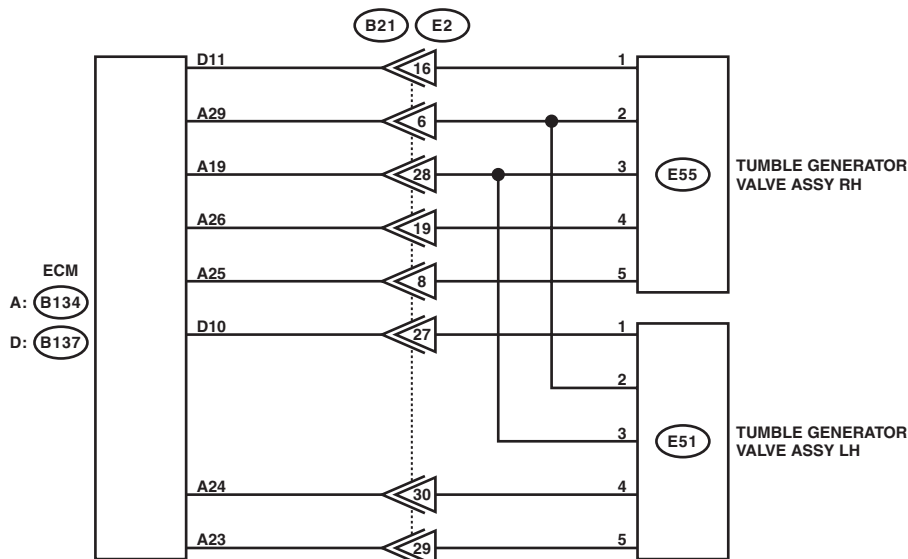 B21 E2
D11 16 1
A29 6 2
A19 28 3
E55
TUMBLE GENERATOR
VALVE ASSY RH
A26 19 4
A25 8 5
ECM
A: B134
D: B137
D10 27 1
2
3
E51
TUMBLE GENERATOR
VALVE ASSY LH
A24 30 4
A23 29 5